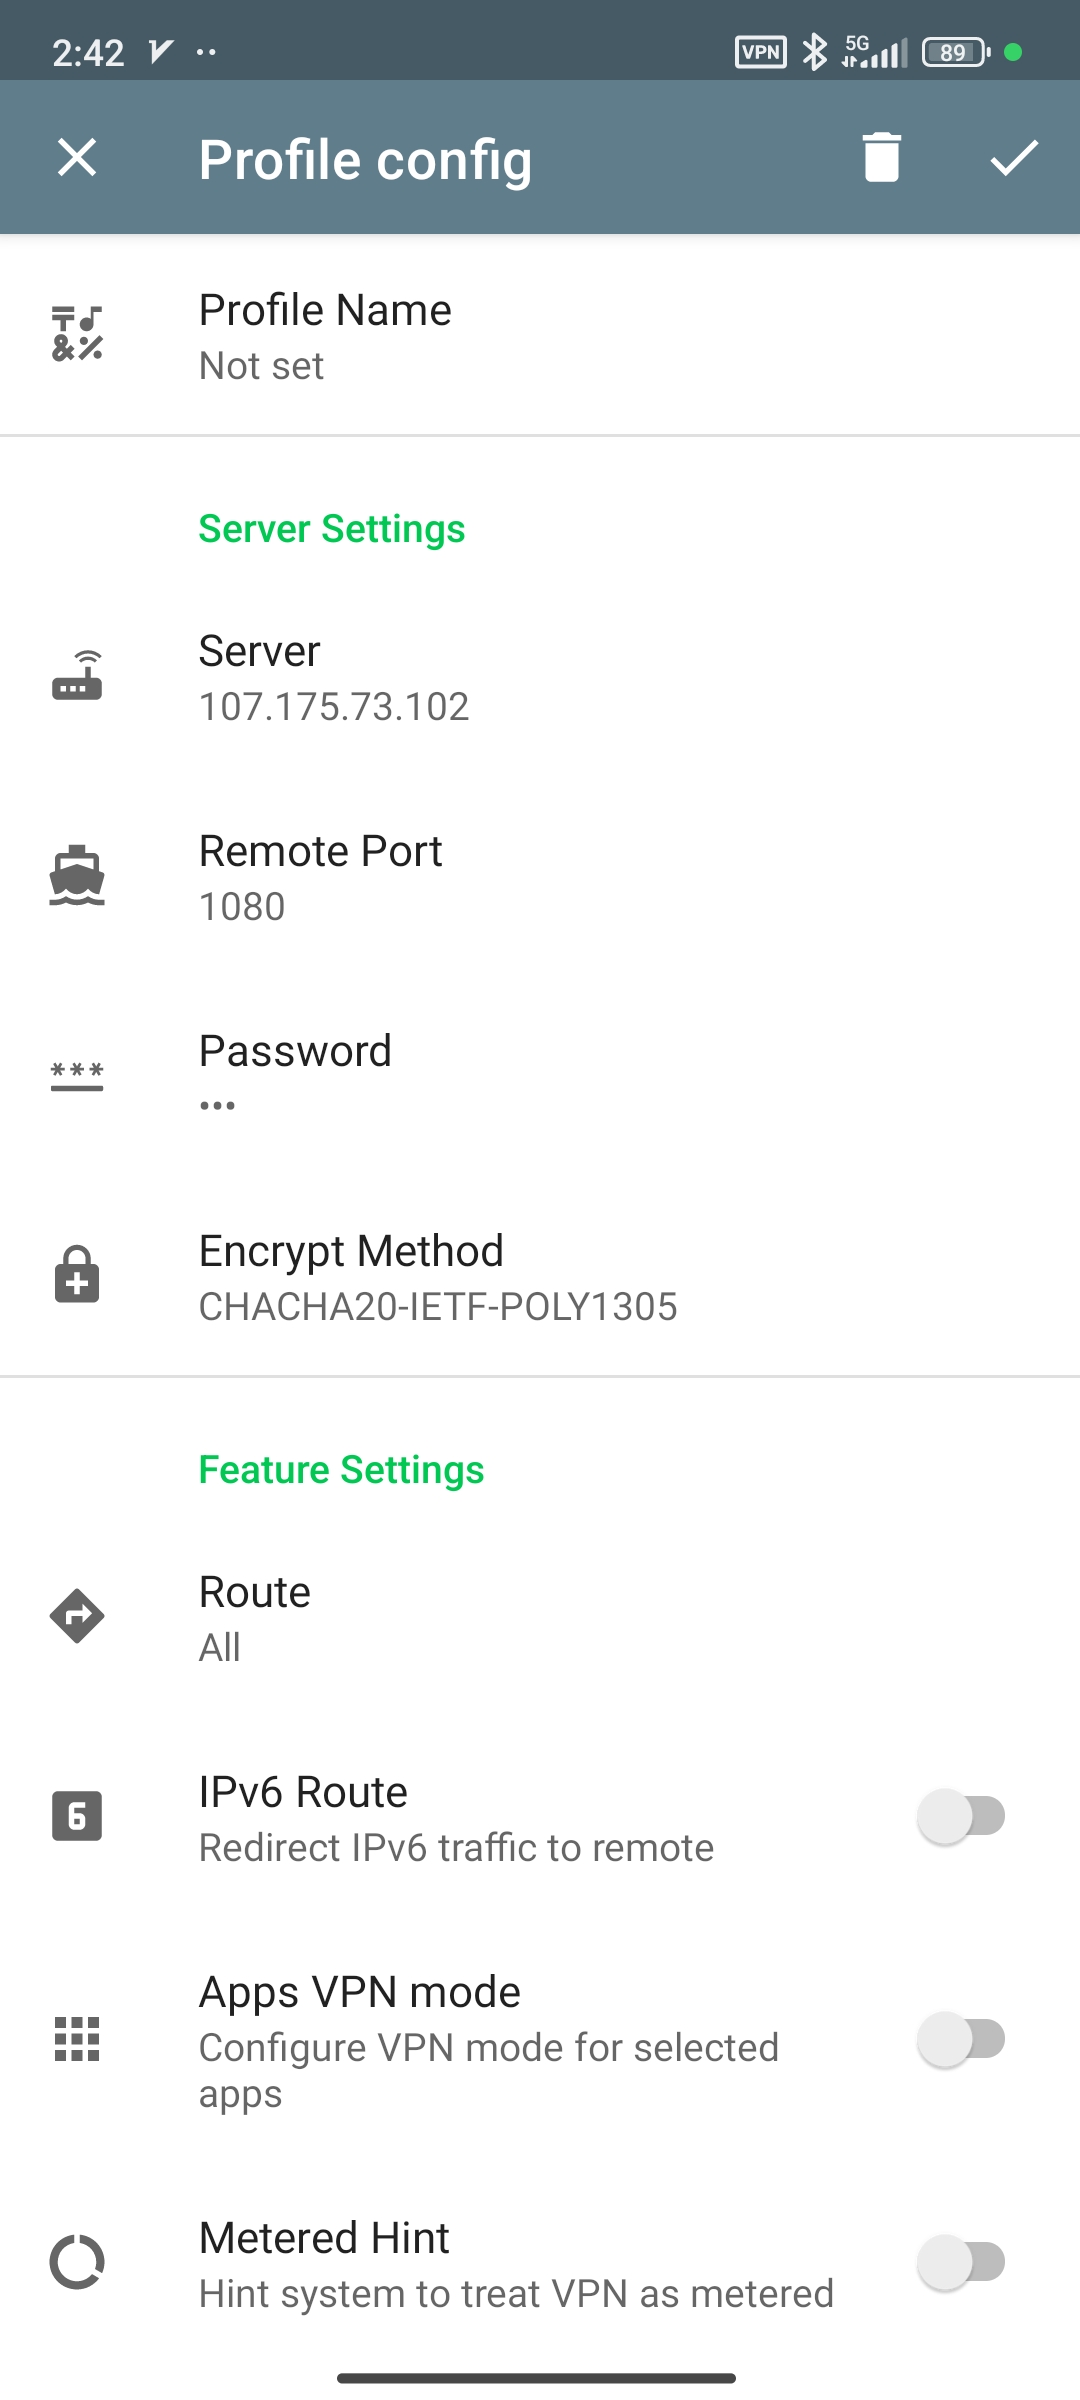 2:42
VPN 5G 89
Profile config
Profile Name
Not set
Server Settings
Server
107.175.73.102
Remote Port
1080
Password
•••
Encrypt Method
CHACHA20-IETF-POLY1305
Feature Settings
Route
All
IPv6 Route
Redirect IPv6 traffic to remote
Apps VPN mode
Configure VPN mode for selected
apps
Metered Hint
Hint system to treat VPN as metered